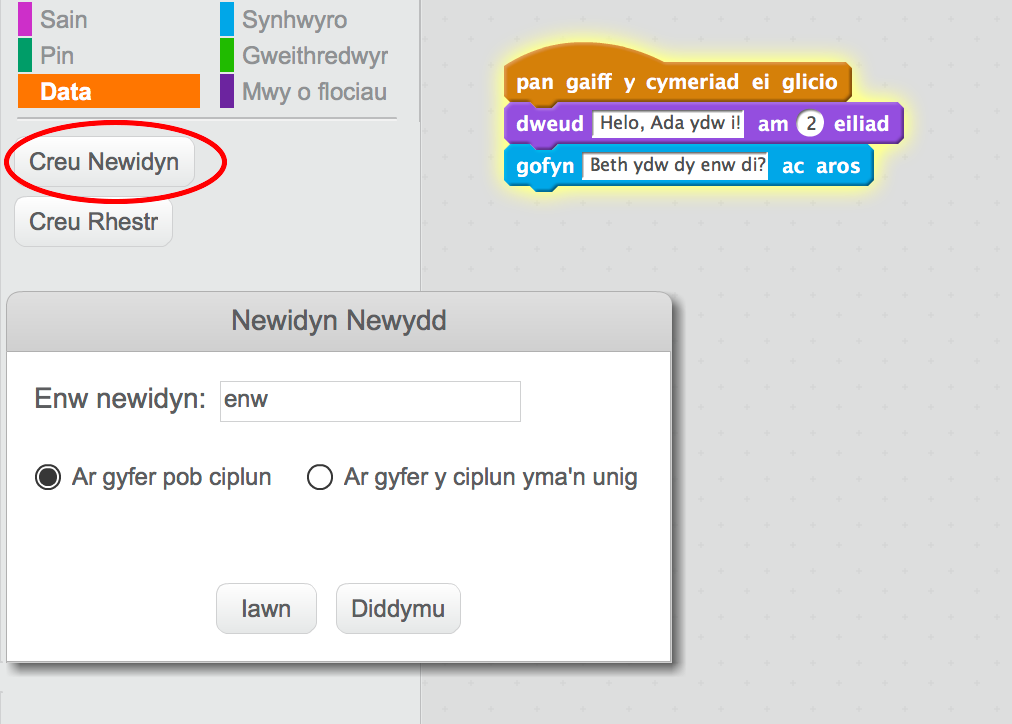 Sain
Synhwyro
Pin
Gweithredwyr
Data
Mwy o flociau
Creu Newidyn
Creu Rhestr
pan gaiff y cymeriad ei glicio
dweud Helo, Ada ydw i! am 2 eiliad
gofyn Beth ydw dy enw di? ac aros
Newidyn Newydd
Enw newidyn: enw
Ar gyfer pob ciplun Ar gyfer y ciplun yma'n unig
Iawn Diddymu